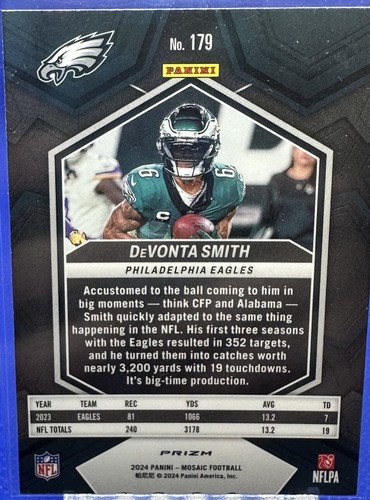 No. 179
PANINI
6
C
DeVONTA SMITH
PHILADELPHIA EAGLES
Accustomed to the ball coming to him in
big moments — think CFP and Alabama —
Smith quickly adapted to the same thing
happening in the NFL. His first three seasons
with the Eagles resulted in 352 targets,
and he turned them into catches worth
nearly 3,200 yards with 19 touchdowns.
It's big-time production.
YEAR TEAM REC YDS AVG TD
2023 EAGLES 81 1066 13.2 7
NFL TOTALS 240 3178 13.2 19
PRIZM
NFL
2024 PANINI – MOSAIC FOOTBALL
帕尼尼 © 2024 Panini America, Inc.
NFLPA